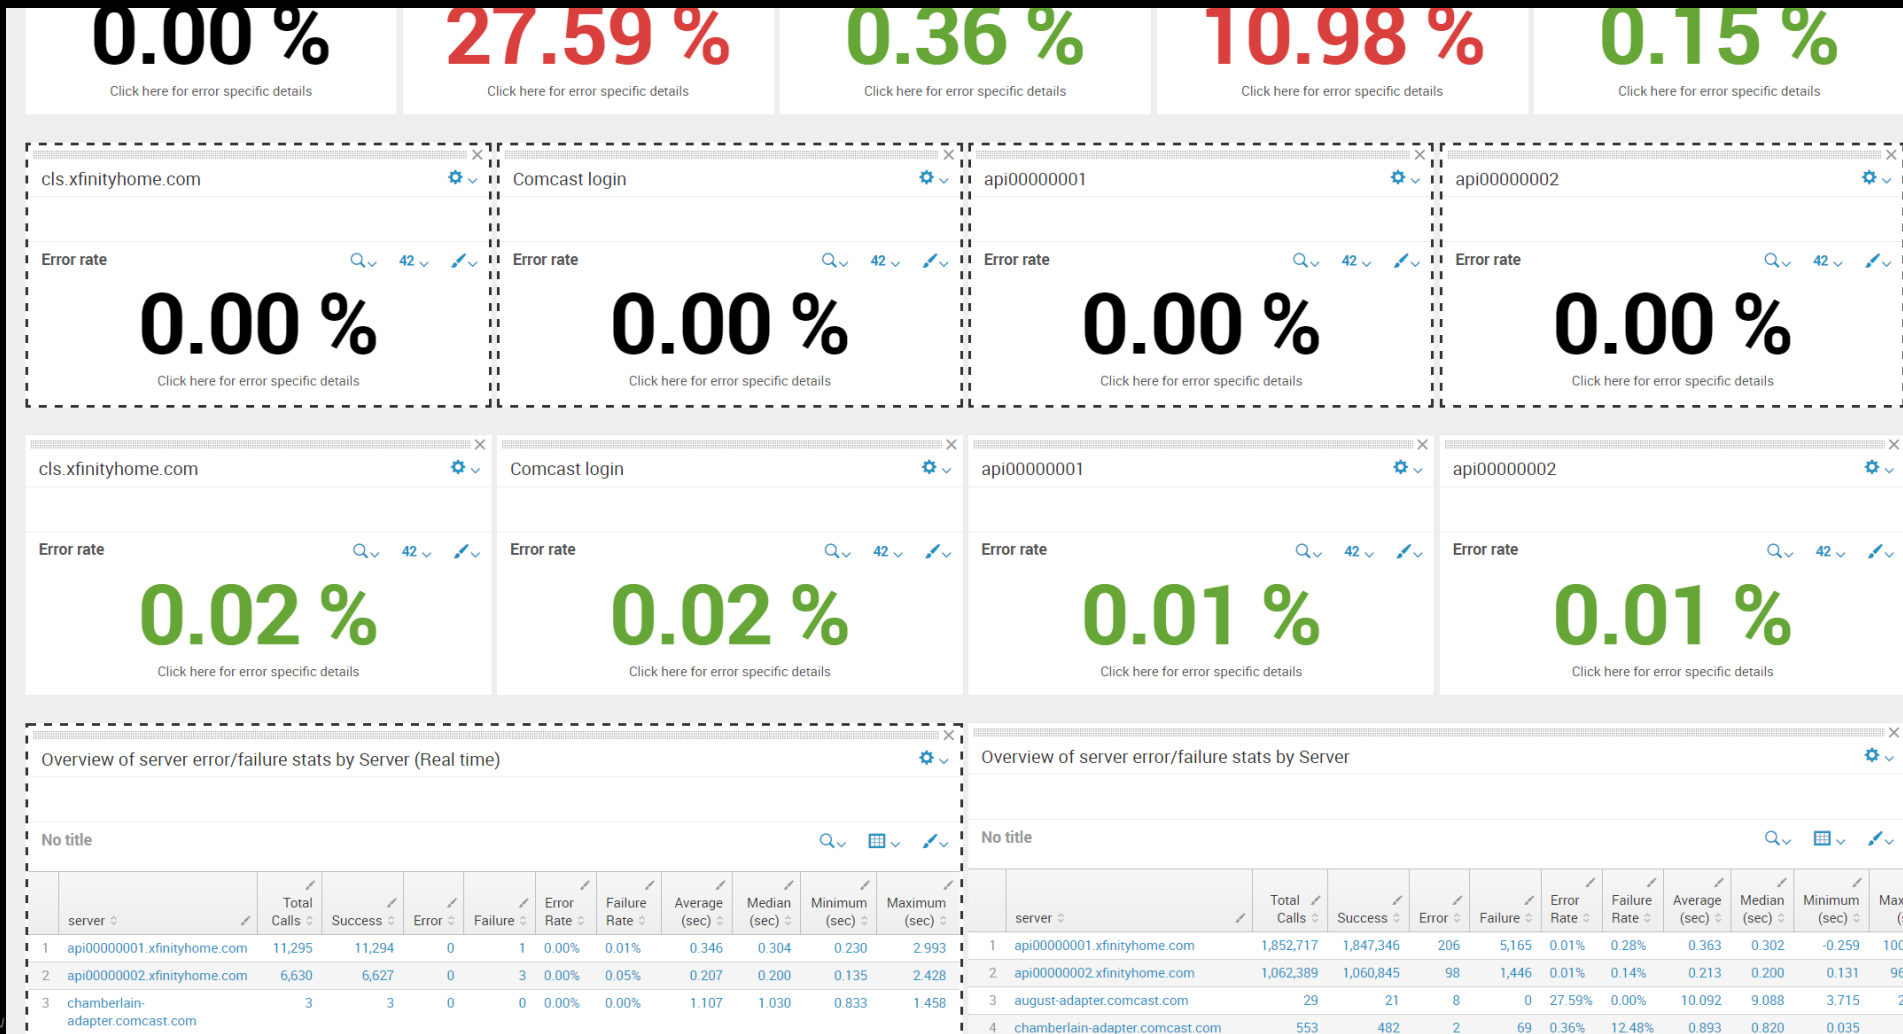 0.00 %
27.59 %
0.36 %
10.98 %
0.15 %
Click here for error specific details
Click here for error specific details
Click here for error specific details
Click here for error specific details
Click here for error specific details
cls.xfinityhome.com
Comcast login
api00000001
api00000002
Error rate
42
Error rate
42
Error rate
42
Error rate
42
0.00 %
0.00 %
0.00 %
0.00 %
Click here for error specific details
Click here for error specific details
Click here for error specific details
Click here for error specific details
cls.xfinityhome.com
Comcast login
api00000001
api00000002
Error rate
42
Error rate
42
Error rate
42
Error rate
42
0.02 %
0.02 %
0.01 %
0.01 %
Click here for error specific details
Click here for error specific details
Click here for error specific details
Click here for error specific details
Overview of server error/failure stats by Server (Real time)
No title
server Total Calls Success Error Failure Error Rate Failure Rate Average (sec) Median (sec) Minimum (sec) Maximum (sec)
1 api00000001.xfinityhome.com 11,295 11,294 0 1 0.00% 0.01% 0.346 0.304 0.230 2.993
2 api00000002.xfinityhome.com 6,630 6,627 0 3 0.00% 0.05% 0.207 0.200 0.135 2.428
3 chamberlain- 3 3 0 0 0.00% 0.00% 1.107 1.030 0.833 1.458
adapter.comcast.com
Overview of server error/failure stats by Server
No title
server Total Calls Success Error Failure Error Rate Failure Rate Average (sec) Median (sec) Minimum (sec)
1 api00000001.xfinityhome.com 1,852,717 1,847,346 206 5,165 0.01% 0.28% 0.363 0.302 -0.259
2 api00000002.xfinityhome.com 1,062,389 1,060,845 98 1,446 0.01% 0.14% 0.213 0.200 0.131
3 august-adapter.comcast.com 29 21 8 0 27.59% 0.00% 10.092 9.088 3.715
4 chamberlain-adapter.comcast.com 553 482 2 69 0.36% 12.48% 0.893 0.820 0.035